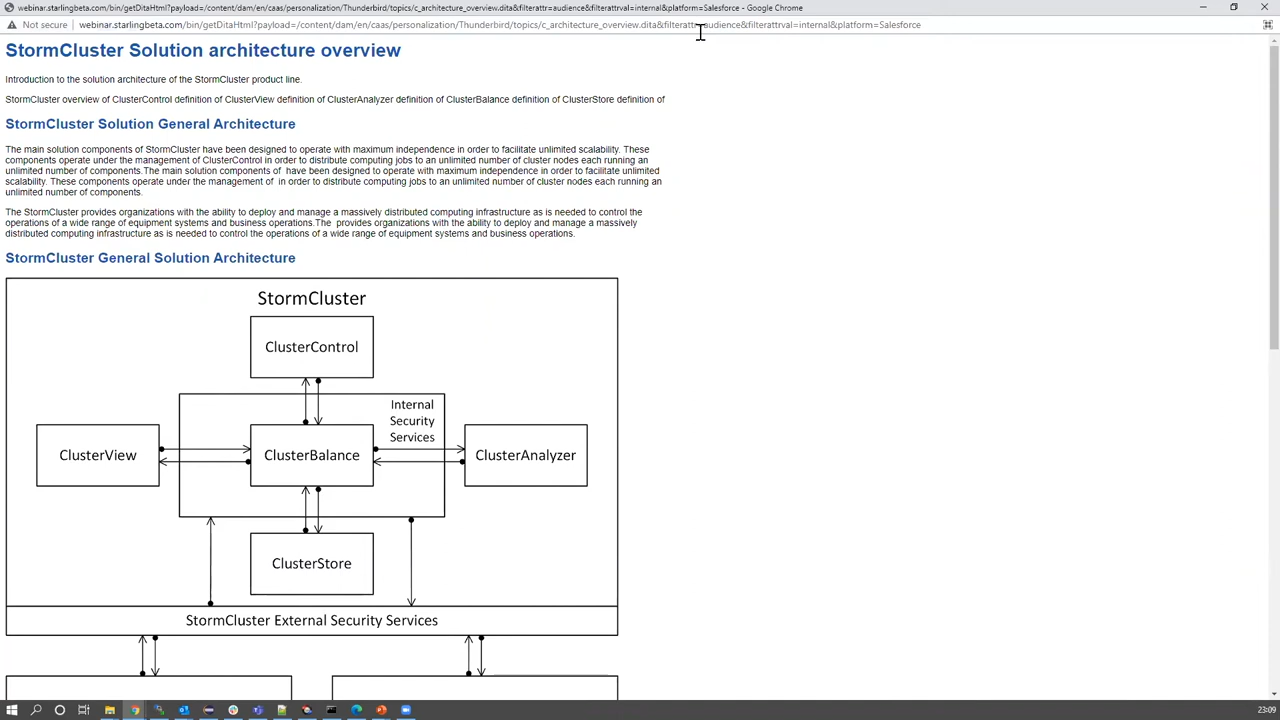 webinar.starlingbeta.com/bin/getDitaHtml?payload=/content/dam/en/caas/personalization/Thunderbird/topics/c_architecture_overview.dita&filterattr=audience&filterattrval=internal&platform=Salesforce - Google Chrome
Not secure | webinar.starlingbeta.com/bin/getDitaHtml?payload=/content/dam/en/caas/personalization/Thunderbird/topics/c_architecture_overview.dita&filterattr=audience&filterattrval=internal&platform=Salesforce
StormCluster Solution architecture overview
Introduction to the solution architecture of the StormCluster product line.
StormCluster overview of ClusterControl definition of ClusterView definition of ClusterAnalyzer definition of ClusterBalance definition of ClusterStore definition of
StormCluster Solution General Architecture
The main solution components of StormCluster have been designed to operate with maximum independence in order to facilitate unlimited scalability. These
components operate under the management of ClusterControl in order to distribute computing jobs to an unlimited number of cluster nodes each running an
unlimited number of components.The main solution components of have been designed to operate with maximum independence in order to facilitate unlimited
scalability. These components operate under the management of in order to distribute computing jobs to an unlimited number of cluster nodes each running an
unlimited number of components.
The StormCluster provides organizations with the ability to deploy and manage a massively distributed computing infrastructure as is needed to control the
operations of a wide range of equipment systems and business operations.The provides organizations with the ability to deploy and manage a massively
distributed computing infrastructure as is needed to control the operations of a wide range of equipment systems and business operations.
StormCluster General Solution Architecture
StormCluster
ClusterControl
Internal
Security
Services
ClusterView
ClusterBalance
ClusterAnalyzer
ClusterStore
StormCluster External Security Services
23:09